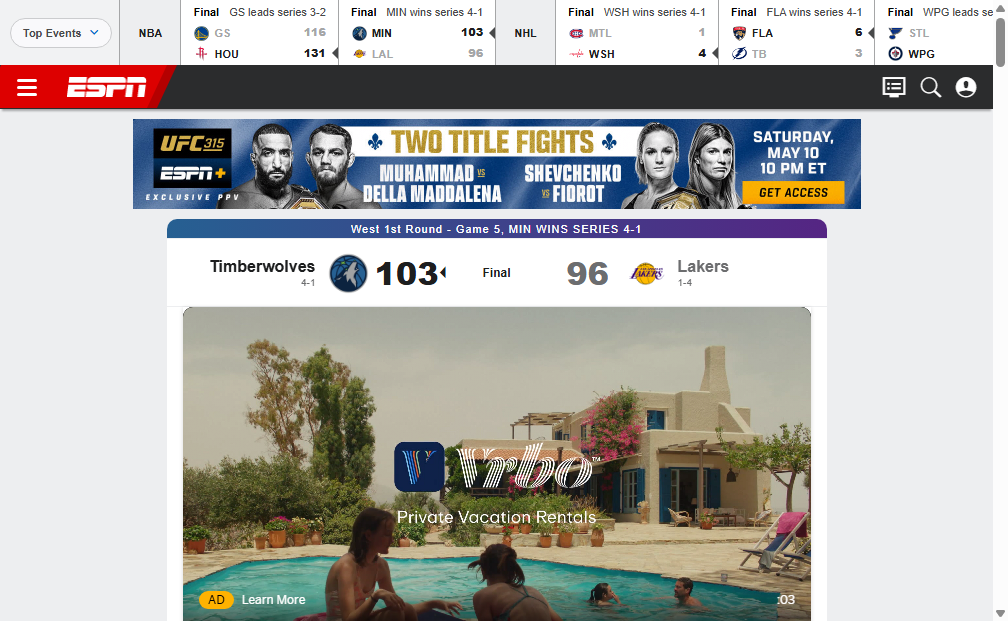 Top Events
NBA
Final GS leads series 3-2
GS 116
HOU 131
Final MIN wins series 4-1
MIN 103
LAL 96
NHL
Final WSH wins series 4-1
MTL 1
WSH 4
Final FLA wins series 4-1
FLA 6
TB 3
Final WPG leads se
STL
WPG
ESPN
UFC 315
ESPN+
EXCLUSIVE PPV
TWO TITLE FIGHTS
MUHAMMAD VS DELLA MADDALENA
SHEVCHENKO VS FIOROT
SATURDAY,
MAY 10
10 PM ET
GET ACCESS
West 1st Round - Game 5, MIN WINS SERIES 4-1
Timberwolves 103 Final 96 Lakers
4-1 1-4
Vrbo™
Private Vacation Rentals
AD Learn More :03